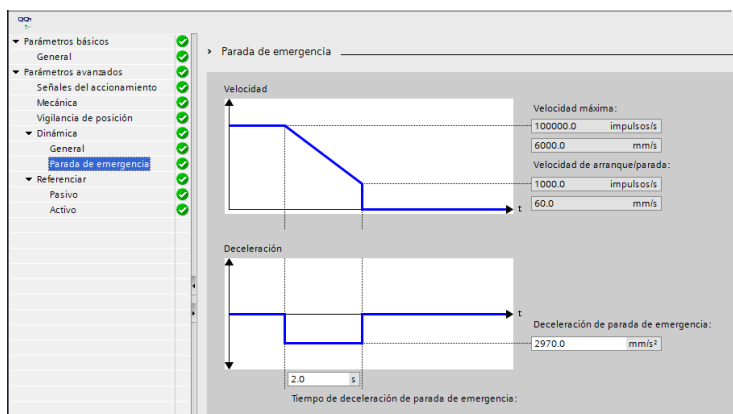 Parámetros básicos
General
Parámetros avanzados
Señales del accionamiento
Mecánica
Vigilancia de posición
Dinámica
General
Parada de emergencia
Referenciar
Pasivo
Activo
Parada de emergencia
Velocidad
Velocidad máxima:
100000.0 impulsos/s
6000.0 mm/s
Velocidad de arranque/parada:
1000.0 impulsos/s
60.0 mm/s
t
Deceleración
t
Deceleración de parada de emergencia:
2970.0 mm/s²
2.0 s
Tiempo de deceleración de parada de emergencia: